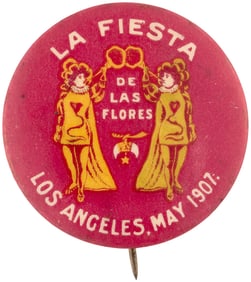 LA FIESTA
DE
LAS
FLORES
LOS ANGELES, MAY 1907.